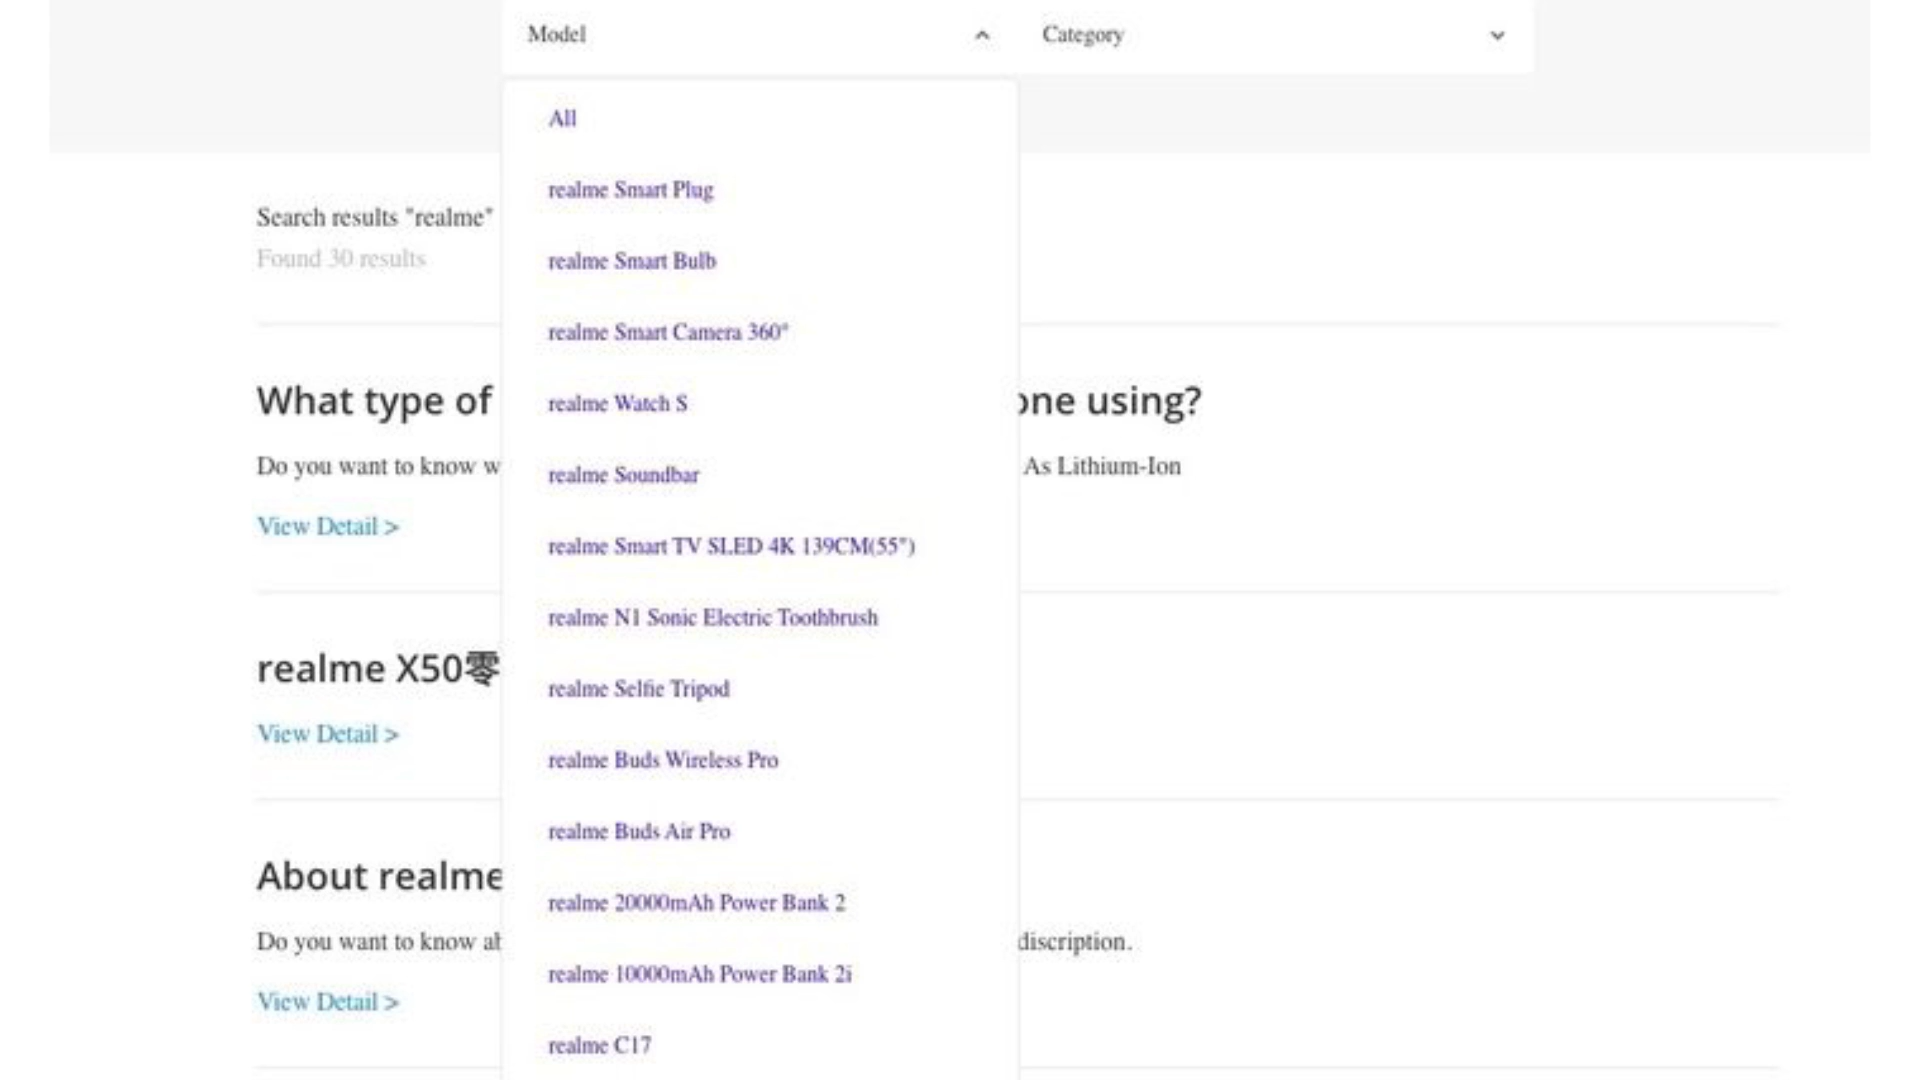 Model
Category
All
realme Smart Plug
Search results "realme"
realme Smart Bulb
Found 30 results
realme Smart Camera 360°
What type of
one using?
realme Watch S
Do you want to know w
As Lithium-Ion
realme Soundbar
View Detail >
realme Smart TV SLED 4K 139CM(55")
realme N1 Sonic Electric Toothbrush
realme X50零
realme Selfie Tripod
View Detail >
realme Buds Wireless Pro
realme Buds Air Pro
About realme
realme 20000mAh Power Bank 2
Do you want to know ab
discription.
realme 10000mAh Power Bank 2i
View Detail >
realme C17